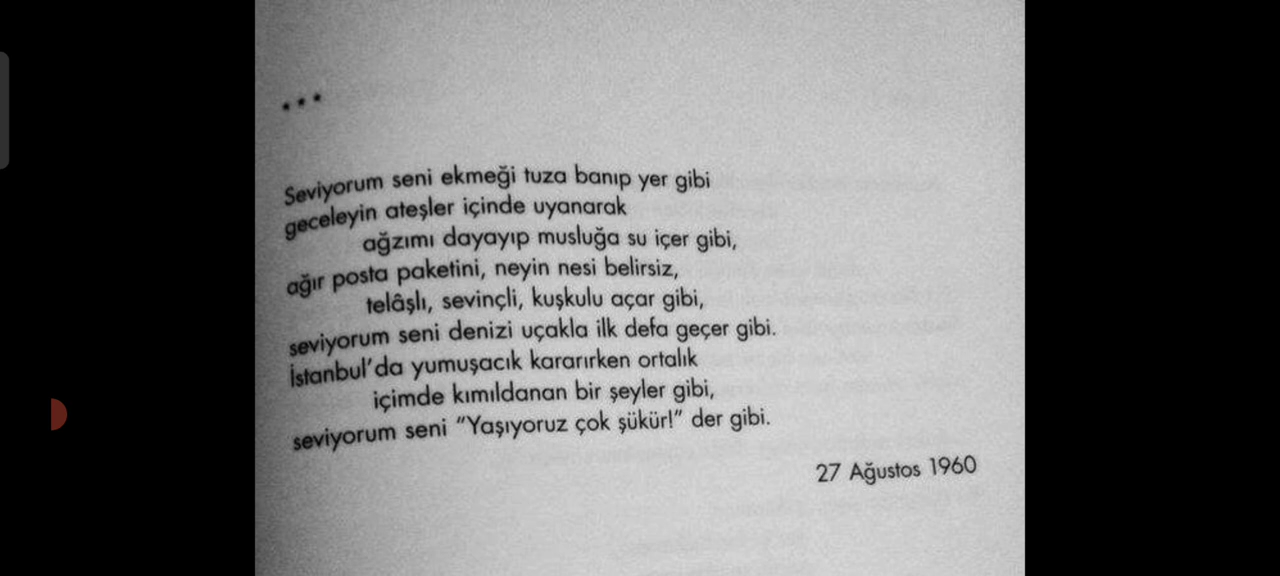 ***
Seviyorum seni ekmeği tuza banıp yer gibi
geceleyin ateşler içinde uyanarak
ağzımı dayayıp musluğa su içer gibi,
ağır posta paketini, neyin nesi belirsiz,
telâşlı, sevinçli, kuşkulu açar gibi,
seviyorum seni denizi uçakla ilk defa geçer gibi.
İstanbul'da yumuşacık kararırken ortalık
içimde kımıldanan bir şeyler gibi,
seviyorum seni "Yaşıyoruz çok şükür!" der gibi.
27 Ağustos 1960